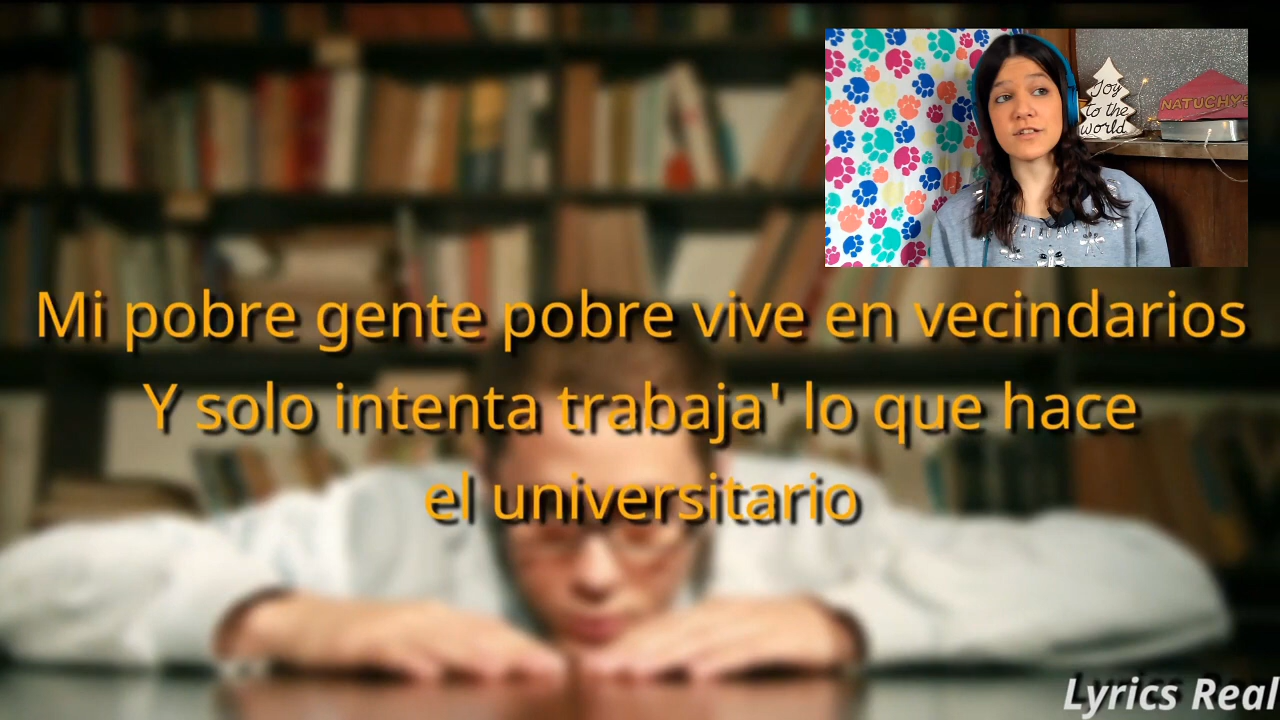 Joy
to the
world
NATUCHY
Mi pobre gente pobre vive en vecindarios
Y solo intenta trabaja' lo que hace
el universitario
Lyrics Real